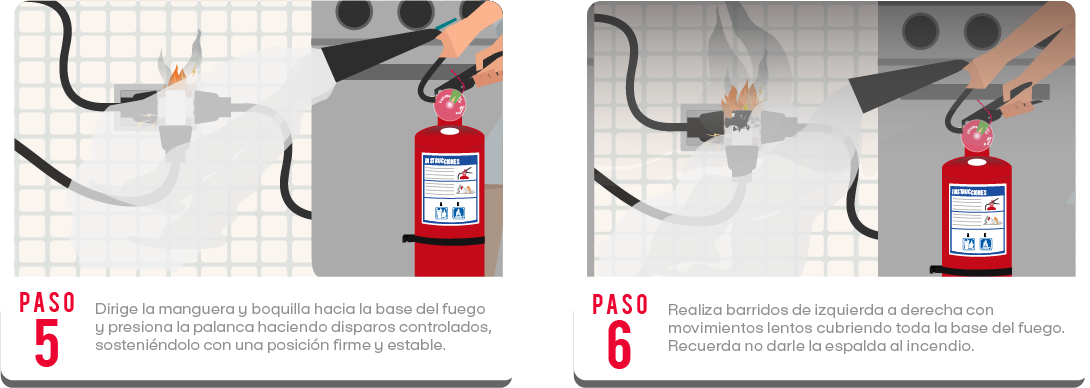 INSTRUCCIONES
PASO
5
Dirige la manguera y boquilla hacia la base del fuego
y presiona la palanca haciendo disparos controlados,
sosteniéndolo con una posición firme y estable.
INSTRUCCIONES
PASO
6
Realiza barridos de izquierda a derecha con
movimientos lentos cubriendo toda la base del fuego.
Recuerda no darle la espalda al incendio.